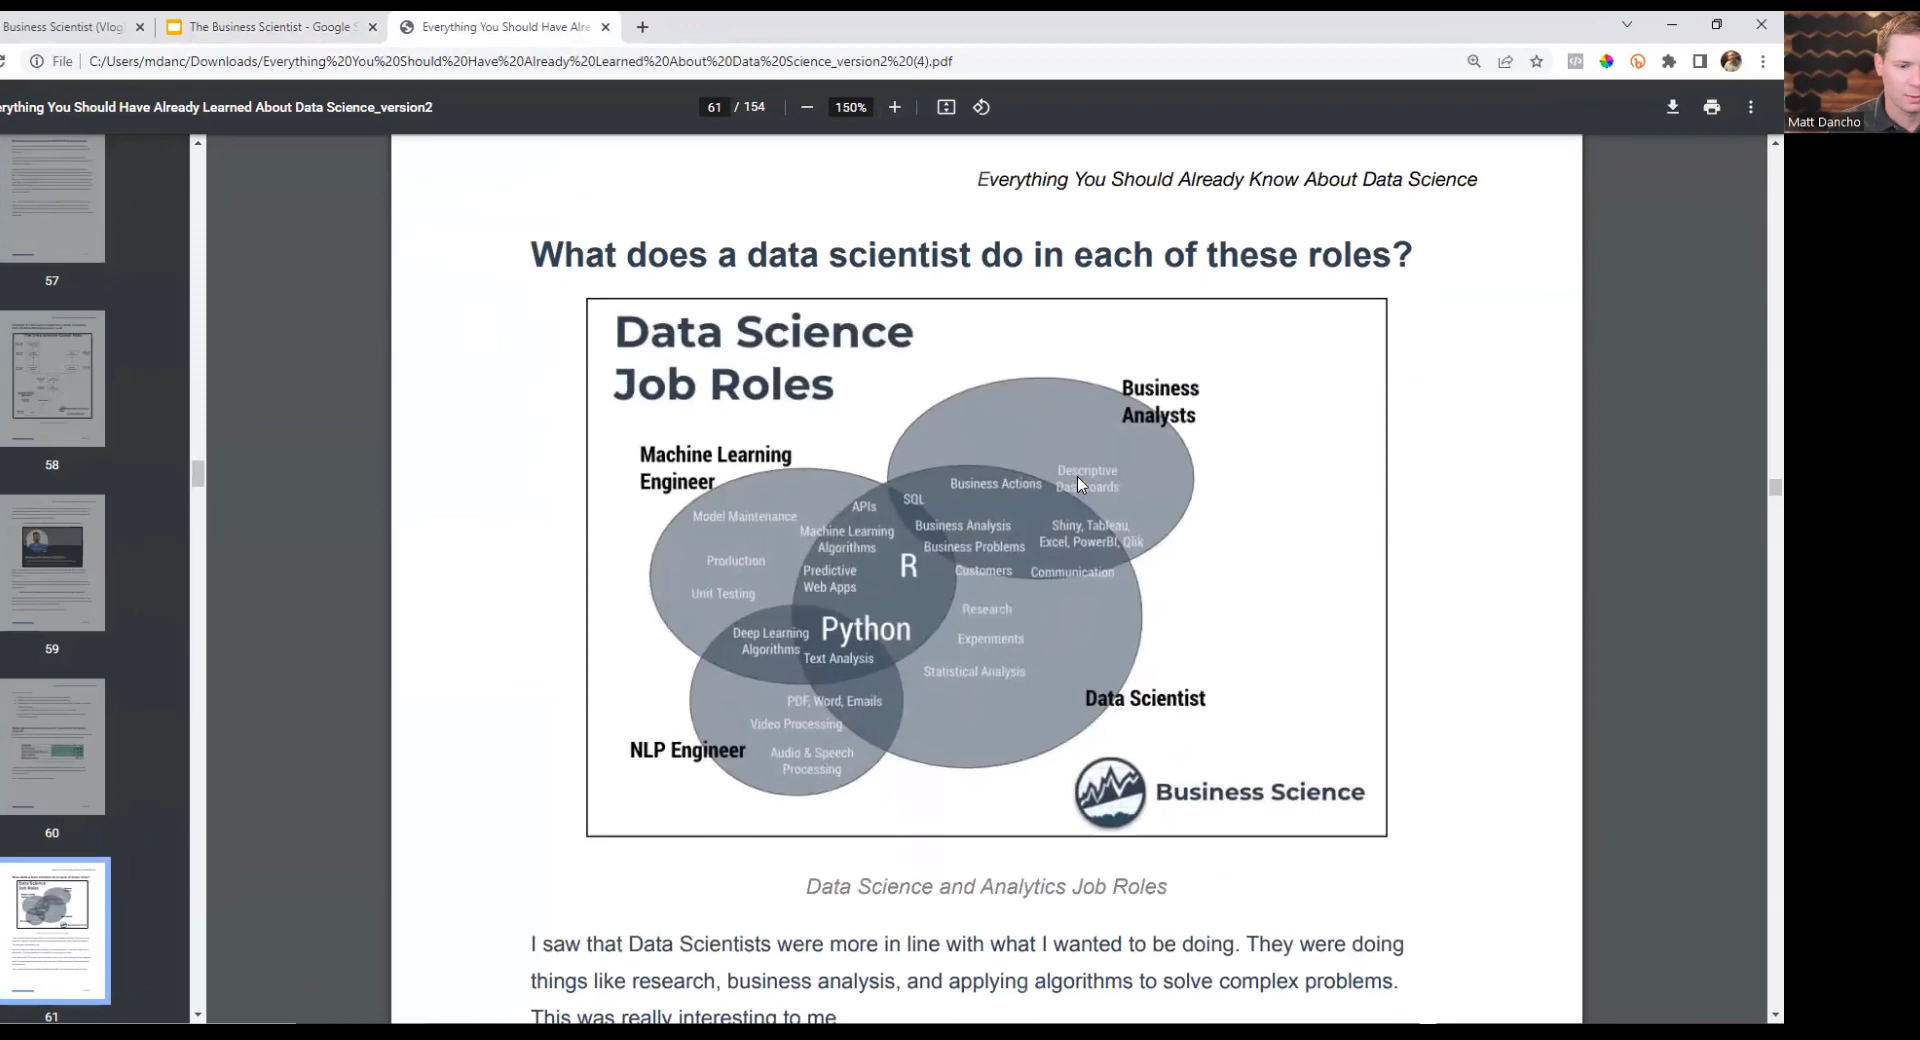 Business Scientist (Vlog
The Business Scientist - Google S
Everything You Should Have Alre
File
C:/Users/mdanc/Downloads/Everything%20You%20Should%20Have%20Already%20Learned%20About%20Data%20Science_version2%20(4).pdf
erything You Should Have Already Learned About Data Science_version2
61 / 154
150%
Matt Dancho
57
58
59
60
61
Everything You Should Already Know About Data Science
What does a data scientist do in each of these roles?
Data Science
Job Roles
Business
Analysts
Machine Learning
Engineer
Descriptive
Dashboards
Business Actions
SQL
APIs
Model Maintenance
Machine Learning
Algorithms
Business Analysis
Shiny, Tableau,
Excel, PowerBI, Qlik
Business Problems
Production
R
Predictive
Web Apps
Customers
Communication
Unit Testing
Research
Python
Deep Learning
Algorithms
Experiments
Text Analysis
Statistical Analysis
PDF, Word, Emails
Data Scientist
Video Processing
NLP Engineer
Audio & Speech
Processing
Business Science
Data Science and Analytics Job Roles
I saw that Data Scientists were more in line with what I wanted to be doing. They were doing
things like research, business analysis, and applying algorithms to solve complex problems.
This was really interesting to me